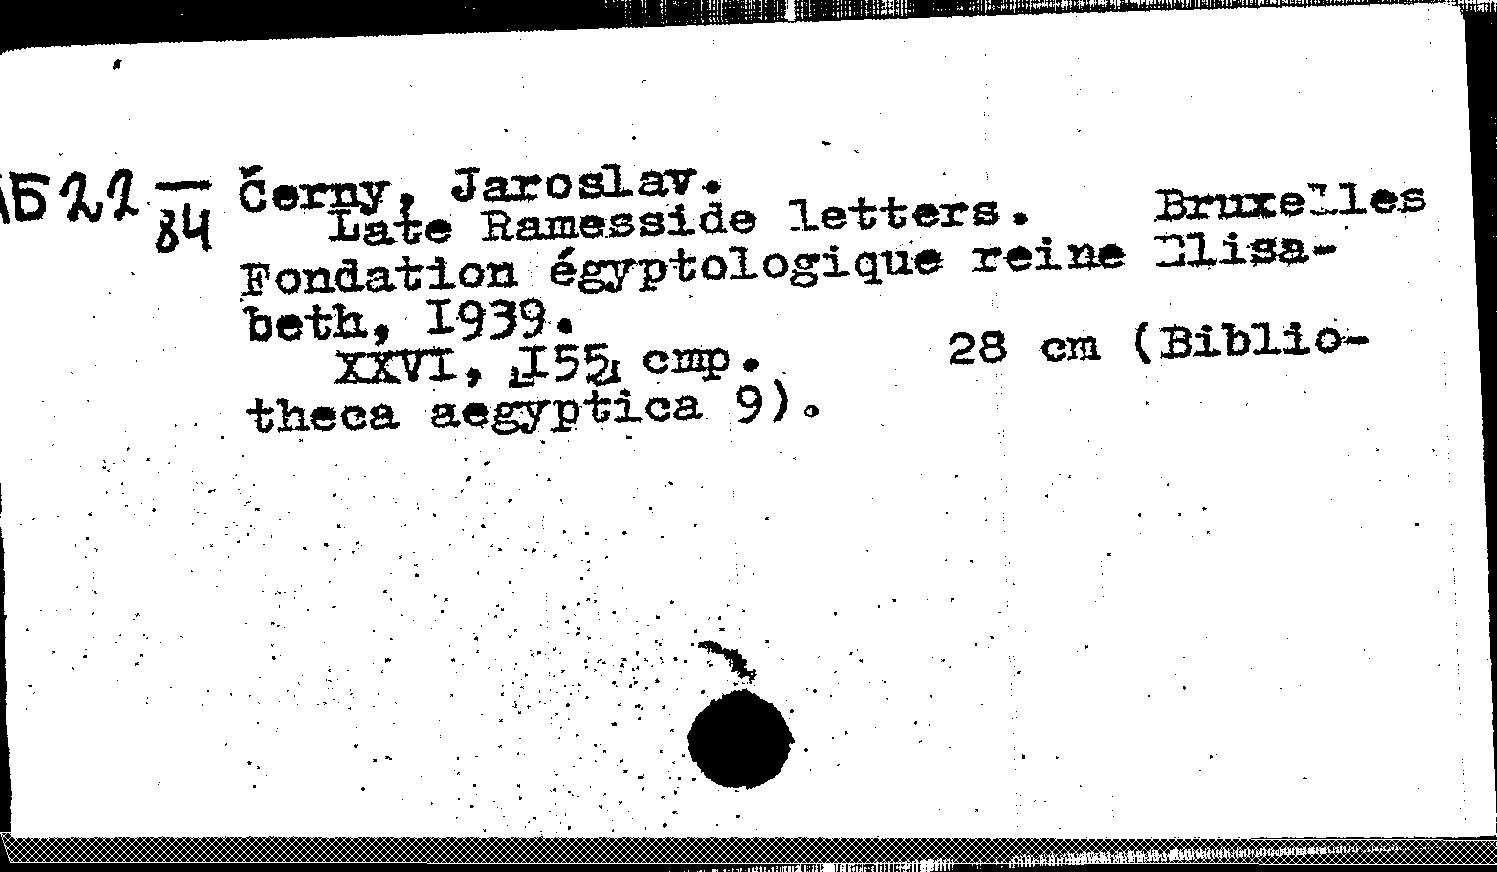 Б22 — Černy, Jaroslav.
84
Late Ramesside letters. Bruxelles
Fondation égyptologique reine Elisa-
beth, I939.
XXVI, I55 стр. 28 cm (Biblio-
theca aegyptica 9).